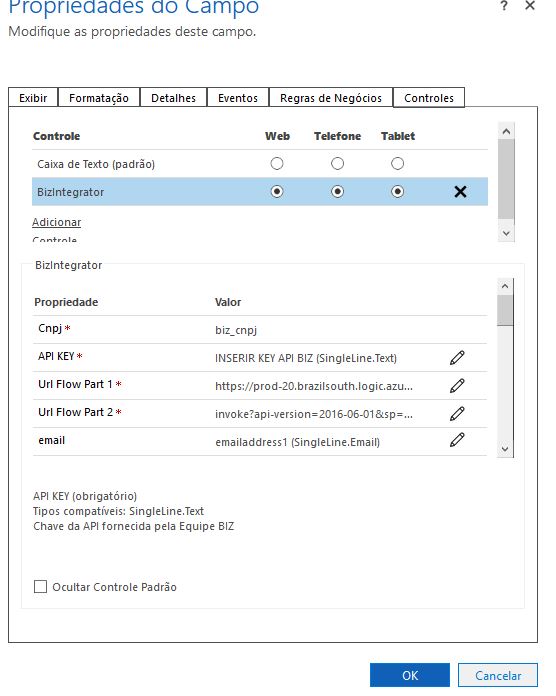 Propriedades do Campo
? ×
Modifique as propriedades deste campo.
Exibir Formatação Detalhes Eventos Regras de Negócios Controles
Controle Web Telefone Tablet
Caixa de Texto (padrão)
BizIntegrator
Adicionar
Controle
BizIntegrator
Propriedade Valor
Cnpj * biz_cnpj
API KEY * INSERIR KEY API BIZ (SingleLine.Text)
Url Flow Part 1 * https://prod-20.brazilsouth.logic.azu...
Url Flow Part 2 * invoke?api-version=2016-06-01&sp=...
email emailaddress1 (SingleLine.Email)
API KEY (obrigatório)
Tipos compatíveis: SingleLine.Text
Chave da API fornecida pela Equipe BIZ
Ocultar Controle Padrão
OK Cancelar